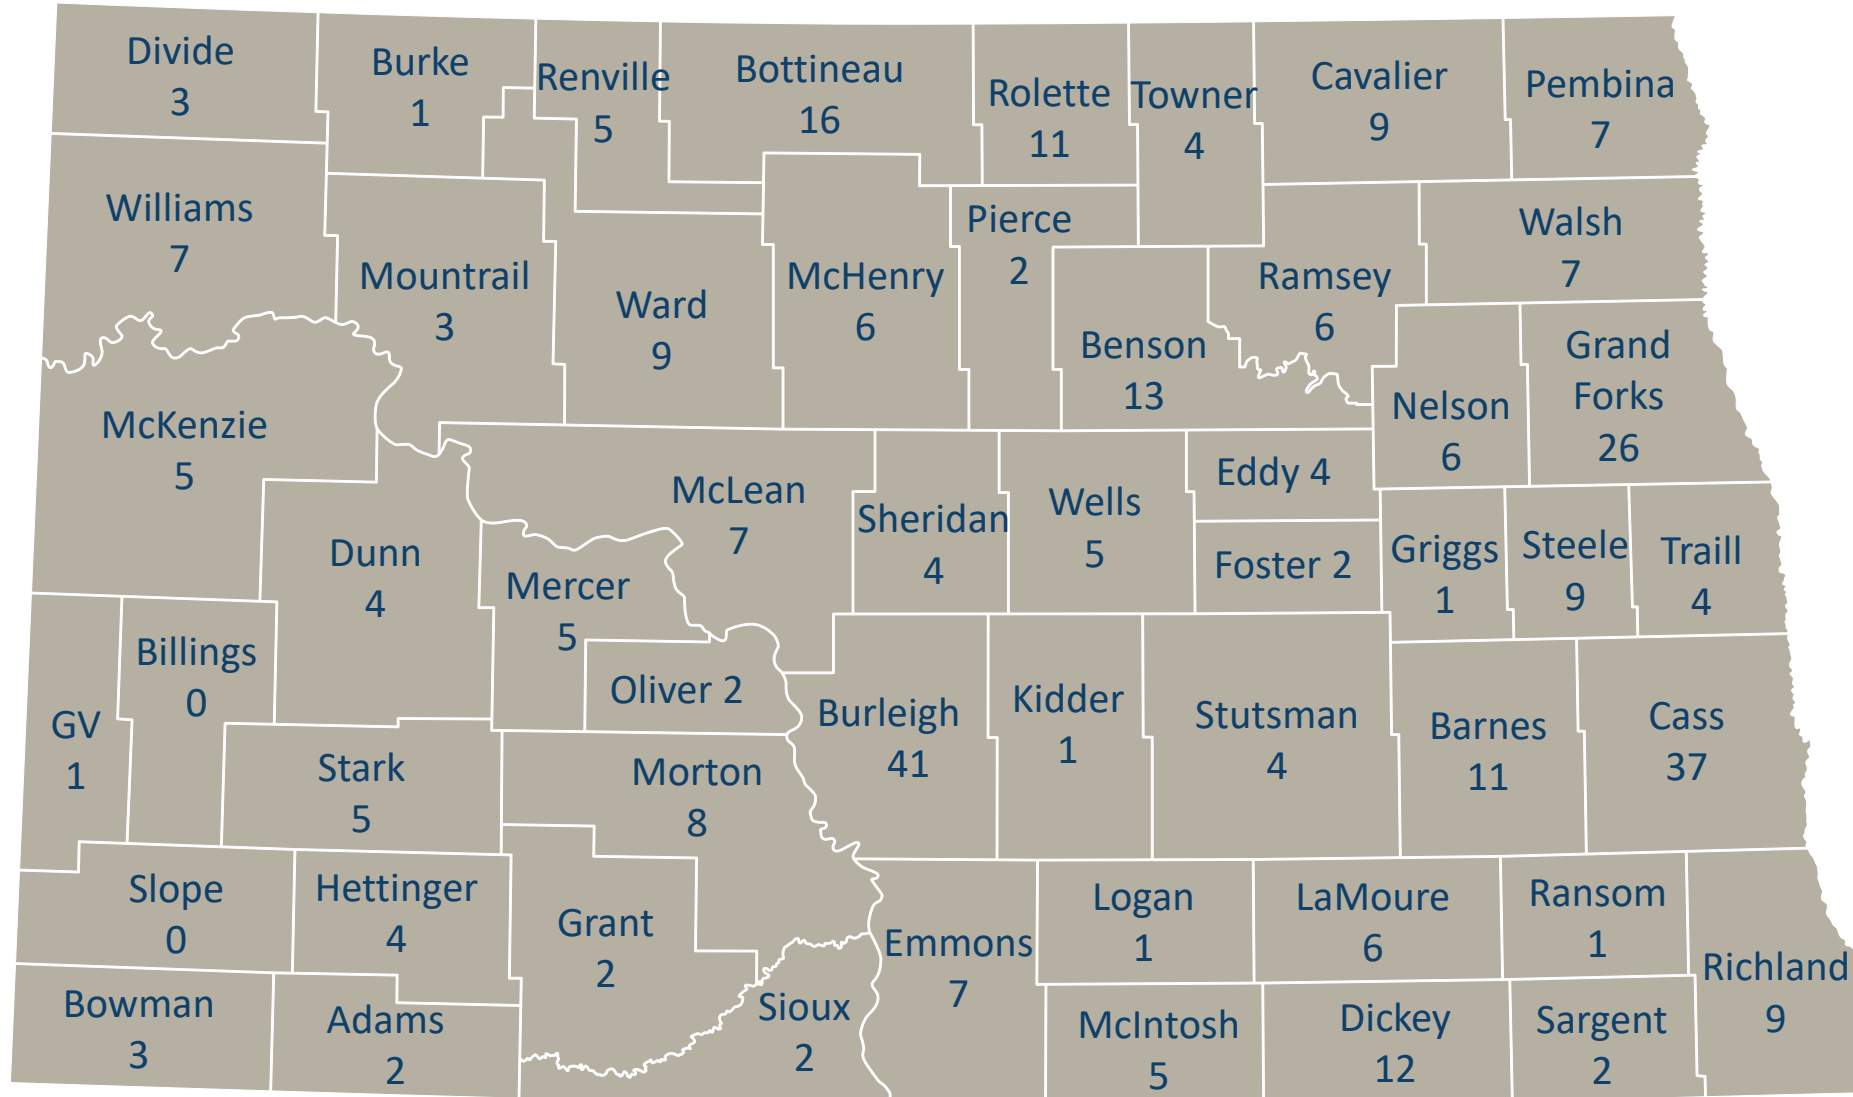 Divide
3
Burke
1
Renville
5
Bottineau
16
Rolette
11
Towner
4
Cavalier
9
Pembina
7
Williams
7
Mountrail
3
Ward
9
McHenry
6
Pierce
2
Benson
13
Ramsey
6
Walsh
7
Nelson
6
Grand
Forks
26
McKenzie
5
Dunn
4
McLean
7
Mercer
5
Oliver 2
Sheridan
4
Wells
5
Eddy 4
Foster 2
Griggs
1
Steele
9
Traill
4
GV
1
Billings
0
Stark
5
Morton
8
Burleigh
41
Kidder
1
Stutsman
4
Barnes
11
Cass
37
Slope
0
Hettinger
4
Grant
2
Bowman
3
Adams
2
Sioux
2
Emmons
7
Logan
1
LaMoure
6
Ransom
1
Richland
9
McIntosh
5
Dickey
12
Sargent
2